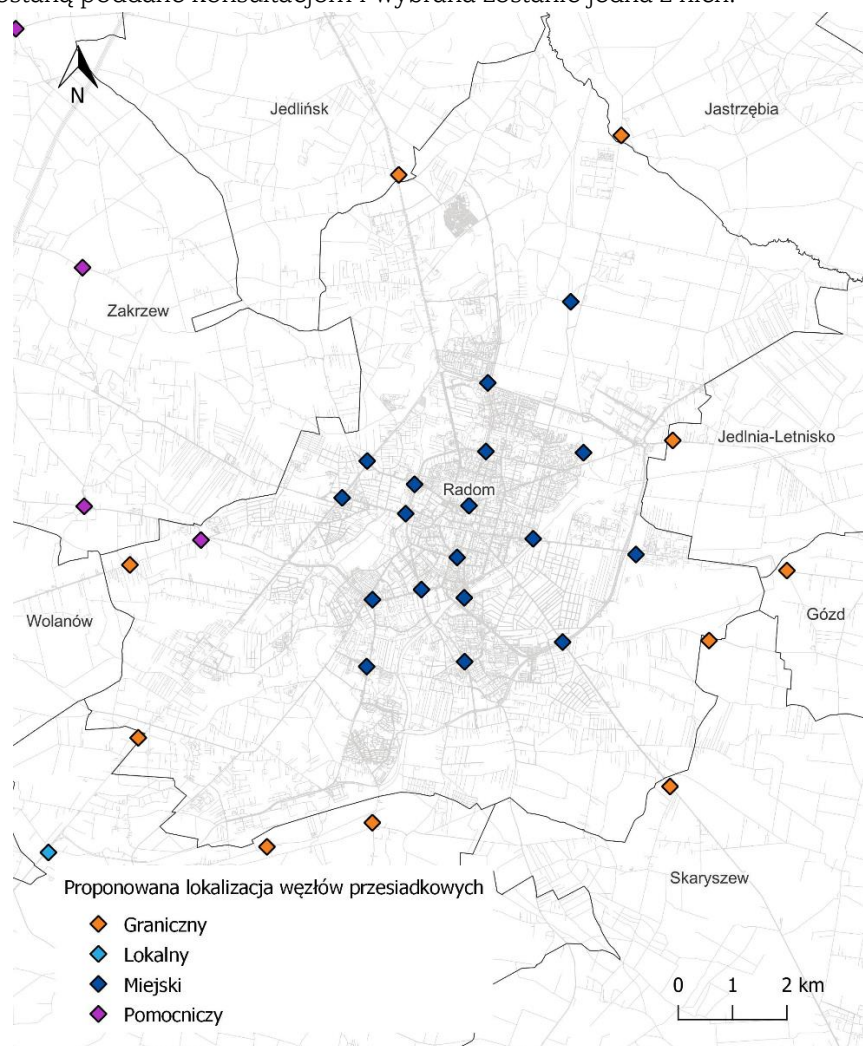 ostaną poddane konsultacjom i wybrana zostanie jedna z nich.
N
Jedlińsk
Jastrzębia
Zakrzew
Jedlnia-Letnisko
Radom
Wolanów
Gózd
Skaryszew
Proponowana lokalizacja węzłów przesiadkowych
Graniczny
Lokalny
Miejski
Pomocniczy
0 1 2 km